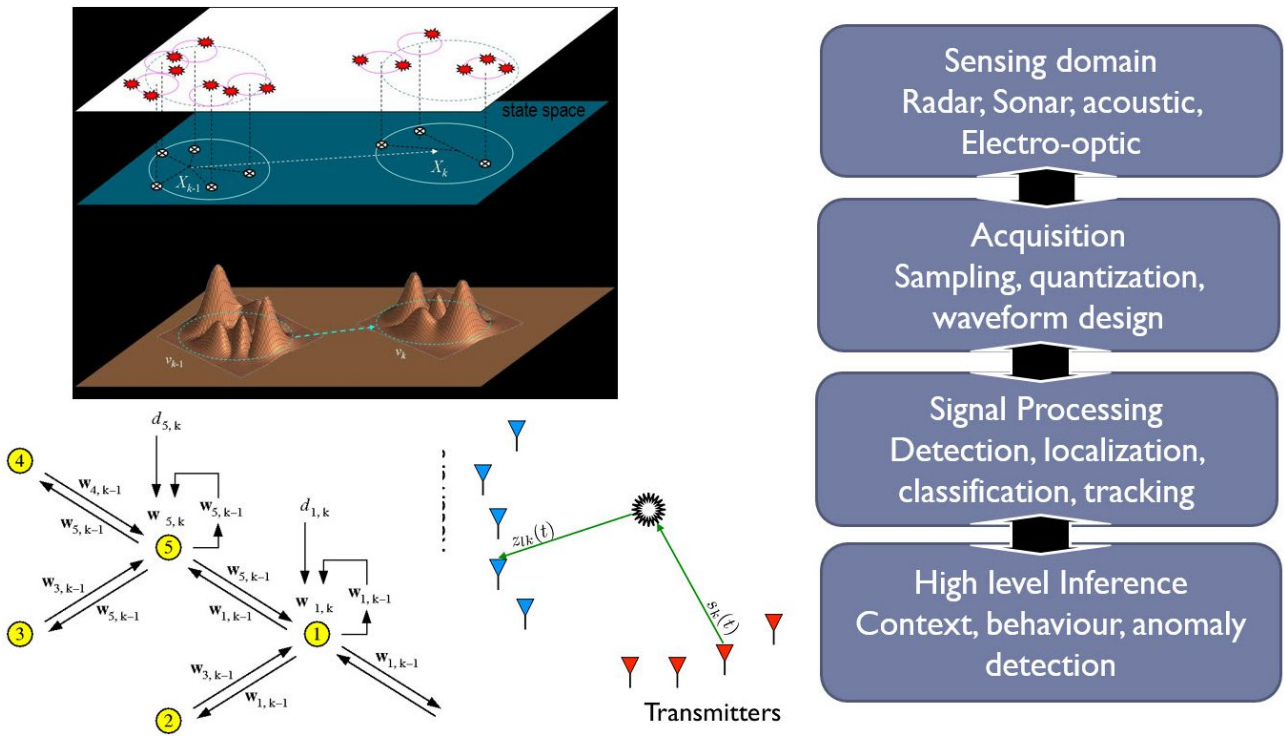 state space
X_{k-1}
X_k
v_{k-1}
v_k
d_{5, k}
4
w_{4, k-1}
w_{5, k-1}
w_{5, k}
w_{5, k-1}
5
d_{1, k}
w_{3, k-1}
w_{5, k-1}
w_{5, k-1}
w_{1, k-1}
w_{1, k}
w_{1, k-1}
3
1
w_{3, k-1}
w_{1, k-1}
w_{1, k-1}
2
z_{lk}(t)
s_k(t)
Transmitters
Sensing domain
Radar, Sonar, acoustic,
Electro-optic
Acquisition
Sampling, quantization,
waveform design
Signal Processing
Detection, localization,
classification, tracking
High level Inference
Context, behaviour, anomaly
detection